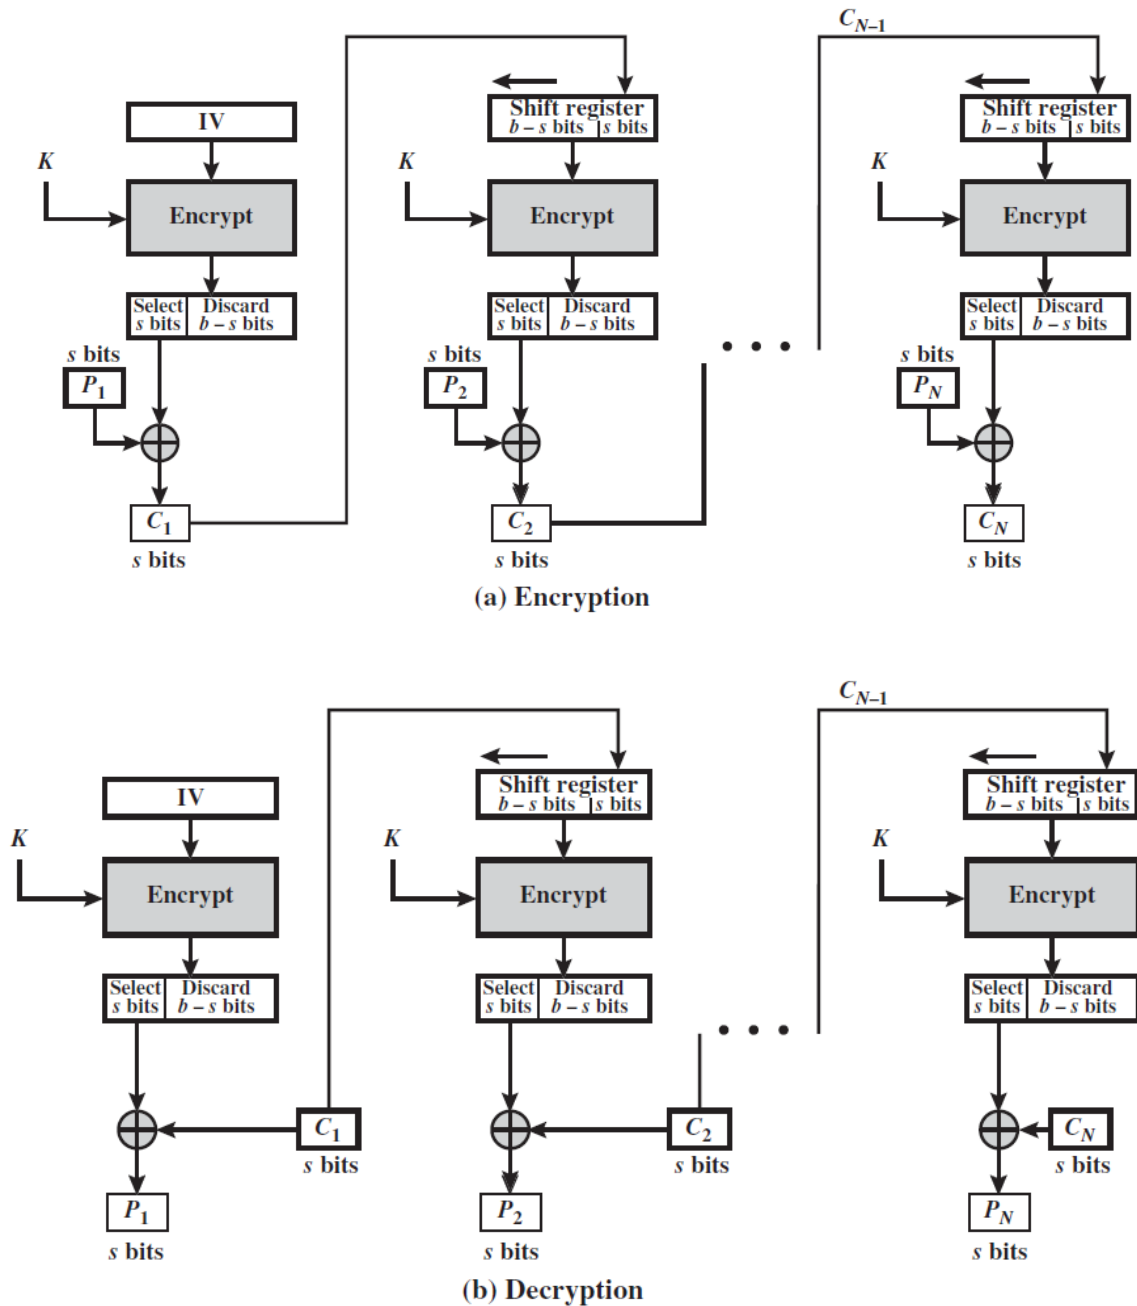 C_{N-1}
IV
Shift register
b – s bits | s bits
Shift register
b – s bits | s bits
K
Encrypt
K
Encrypt
K
Encrypt
Select Discard
s bits b – s bits
Select Discard
s bits b – s bits
Select Discard
s bits b – s bits
s bits
P_1
s bits
P_2
s bits
P_N
C_1
s bits
C_2
s bits
C_N
s bits
(a) Encryption
C_{N-1}
IV
Shift register
b – s bits | s bits
Shift register
b – s bits | s bits
K
Encrypt
K
Encrypt
K
Encrypt
Select Discard
s bits b – s bits
Select Discard
s bits b – s bits
Select Discard
s bits b – s bits
C_1
s bits
C_2
s bits
C_N
s bits
P_1
s bits
P_2
s bits
P_N
s bits
(b) Decryption